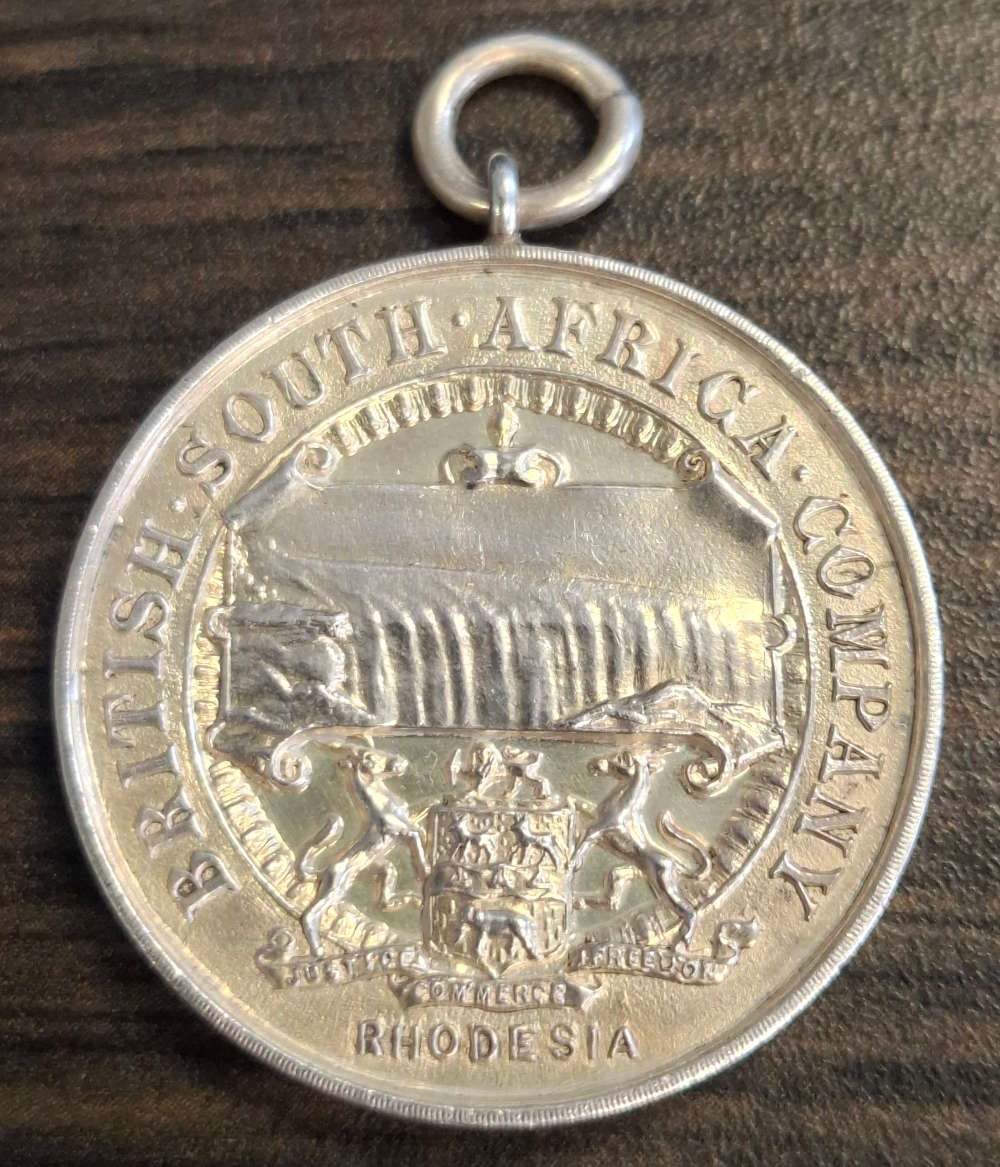 BRITISH · SOUTH · AFRICA · COMPANY
JUSTICE
COMMERCE
FREEDOM
RHODESIA